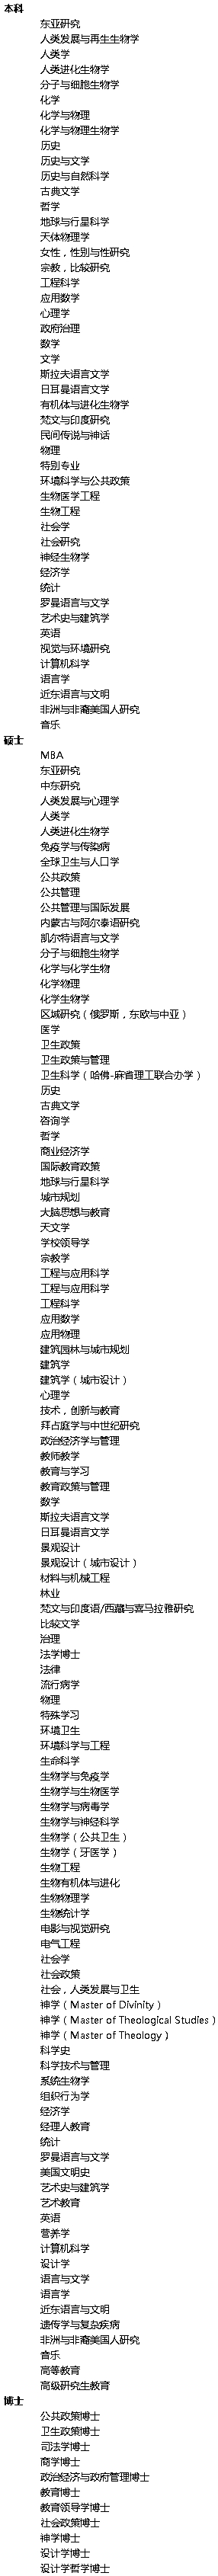 本科
东亚研究
人类发展与再生生物学
人类学
人类进化生物学
分子与细胞生物学
化学
化学与物理
化学与物理生物学
历史
历史与文学
历史与自然科学
古典文学
哲学
地球与行星科学
天体物理学
女性，性别与性研究
宗教，比较研究
工程科学
应用数学
心理学
政府治理
数学
文学
斯拉夫语言文学
日耳曼语言文学
有机体与进化生物学
梵文与印度研究
民间传说与神话
物理
特别专业
环境科学与公共政策
生物医学工程
生物工程
社会学
社会研究
神经生物学
经济学
统计
罗曼语言与文学
艺术史与建筑学
英语
视觉与环境研究
计算机科学
语言学
近东语言与文明
非洲与非裔美国人研究
音乐
硕士
MBA
东亚研究
中东研究
人类发展与心理学
人类学
人类进化生物学
免疫学与传染病
全球卫生与人口学
公共政策
公共管理
公共管理与国际发展
内蒙古与阿尔泰语研究
凯尔特语言与文学
分子与细胞生物学
化学与化学生物
化学物理
化学生物学
区域研究（俄罗斯，东欧与中亚）
医学
卫生政策
卫生政策与管理
卫生科学（哈佛-麻省理工联合办学）
历史
古典文学
咨询学
哲学
商业经济学
国际教育政策
地球与行星科学
城市规划
大脑思想与教育
天文学
学校领导学
宗教学
工程与应用科学
工程与应用科学
工程科学
应用数学
应用物理
建筑园林与城市规划
建筑学
建筑学（城市设计）
心理学
技术，创新与教育
拜占庭学与中世纪研究
政治经济学与管理
教师教学
教育与学习
教育政策与管理
数学
斯拉夫语言文学
日耳曼语言文学
景观设计
景观设计（城市设计）
材料与机械工程
林业
梵文与印度语/西藏与喜马拉雅研究
比较文学
治理
法学博士
法律
流行病学
物理
特殊学习
环境卫生
环境科学与工程
生命科学
生物学与免疫学
生物学与生物医学
生物学与病毒学
生物学与神经科学
生物学（公共卫生）
生物学（牙医学）
生物工程
生物有机体与进化
生物物理学
生物统计学
电影与视觉研究
电气工程
社会学
社会政策
社会，人类发展与卫生
神学（Master of Divinity）
神学（Master of Theological Studies）
神学（Master of Theology）
科学史
科学技术与管理
系统生物学
组织行为学
经济学
经理人教育
统计
罗曼语言与文学
美国文明史
艺术史与建筑学
艺术教育
英语
营养学
计算机科学
设计学
语言与文学
语言学
近东语言与文明
遗传学与复杂疾病
非洲与非裔美国人研究
音乐
高等教育
高级研究生教育
博士
公共政策博士
卫生政策博士
司法学博士
商学博士
政治经济与政府管理博士
教育博士
教育领导学博士
社会政策博士
神学博士
设计学博士
设计学哲学博士